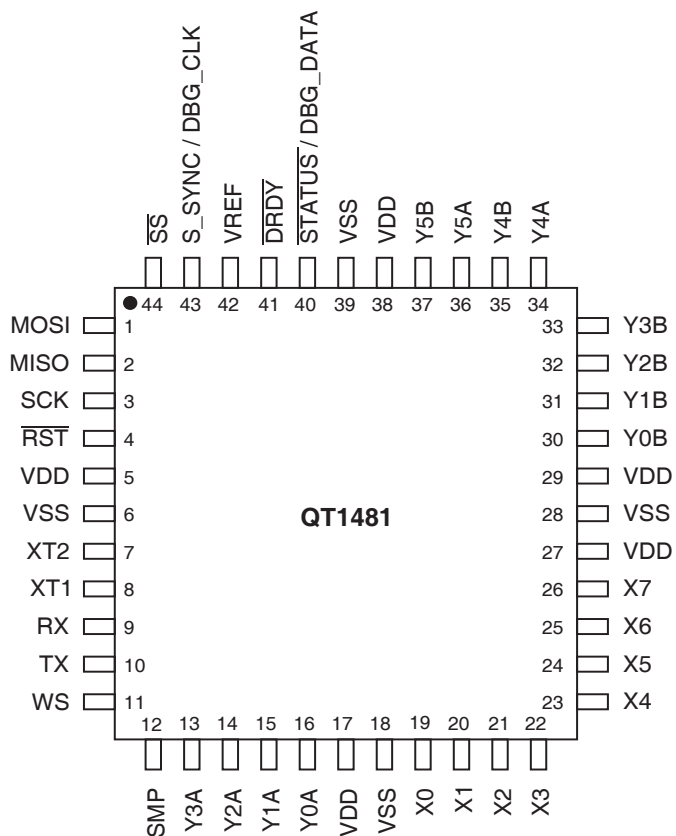 S̅S̅
S_SYNC / DBG_CLK
VREF
D̅R̅D̅Y̅
S̅T̅A̅T̅U̅S̅ / DBG_DATA
VSS
VDD
Y5B
Y5A
Y4B
Y4A
44 43 42 41 40 39 38 37 36 35 34
MOSI 1
MISO 2
SCK 3
R̅S̅T̅ 4
VDD 5
VSS 6
XT2 7
XT1 8
RX 9
TX 10
WS 11
QT1481
33 Y3B
32 Y2B
31 Y1B
30 Y0B
29 VDD
28 VSS
27 VDD
26 X7
25 X6
24 X5
23 X4
12 13 14 15 16 17 18 19 20 21 22
SMP
Y3A
Y2A
Y1A
Y0A
VDD
VSS
X0
X1
X2
X3